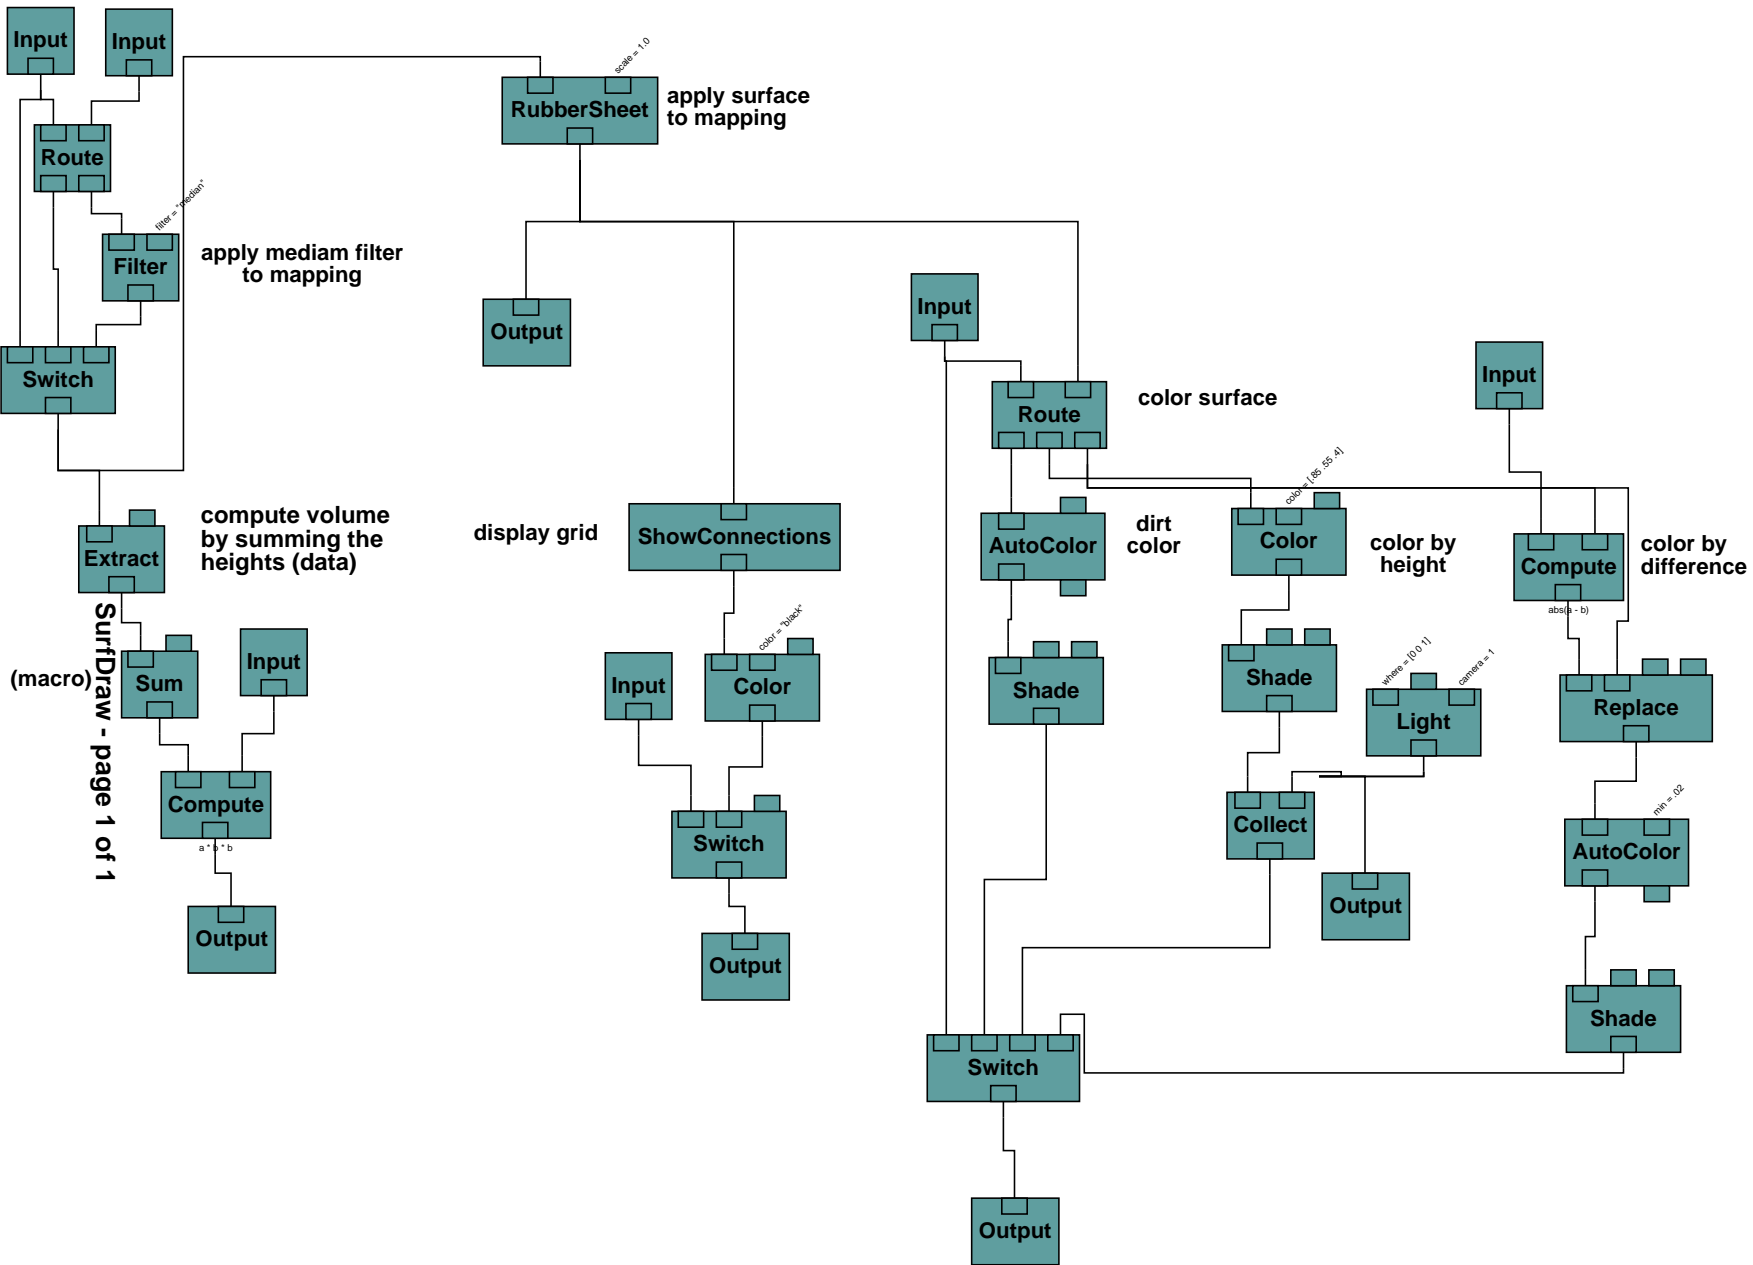 Input
Input
scale = 1.0
RubberSheet
apply surface
to mapping
Route
filter = "median"
Filter
apply mediam filter
to mapping
Switch
Output
Input
Input
Route
color surface
color = [.85 .55 .4]
compute volume
by summing the
heights (data)
Extract
display grid
ShowConnections
AutoColor
dirt
color
Color
color by
height
Compute
abs(a - b)
color by
difference
SurfDraw - page 1 of 1
(macro)
Sum
Input
Input
color = "black"
Color
Shade
Shade
where = [0 0 1]
camera = 1
Light
Replace
Compute
a * b * b
Switch
Collect
min = .02
AutoColor
Output
Output
Output
Shade
Switch
Output